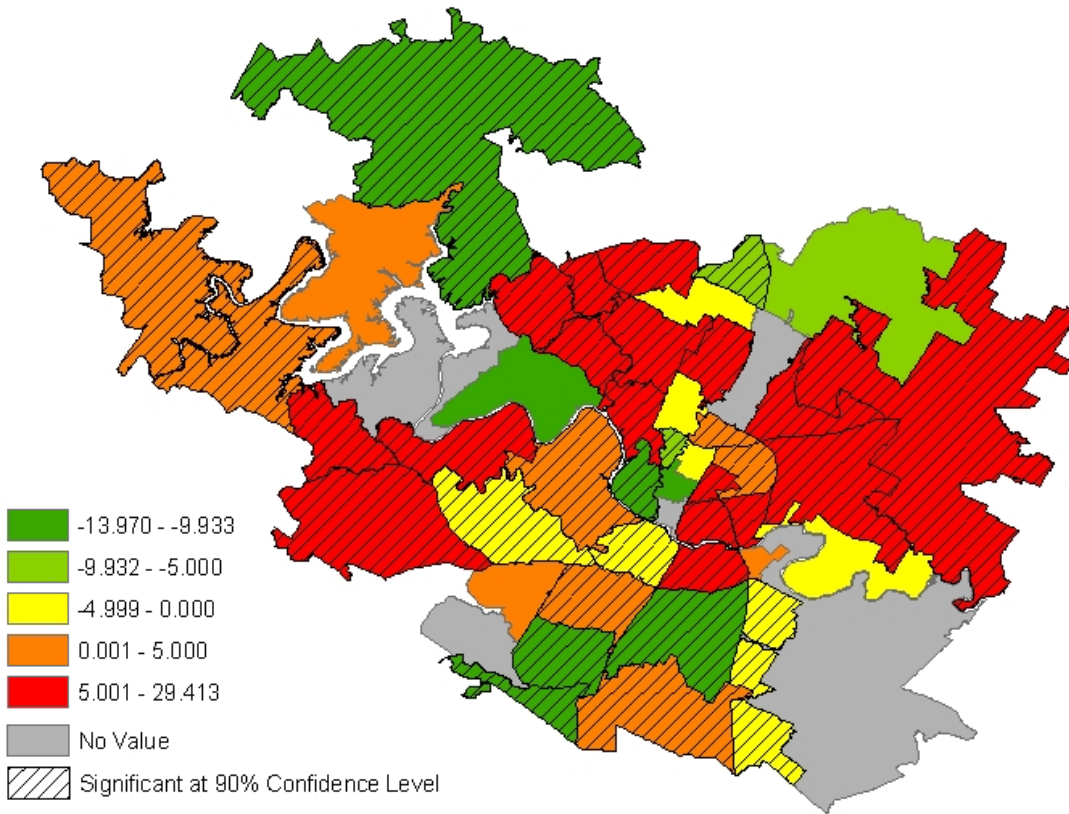 -13.970 - -9.933
-9.932 - -5.000
-4.999 - 0.000
0.001 - 5.000
5.001 - 29.413
No Value
Significant at 90% Confidence Level